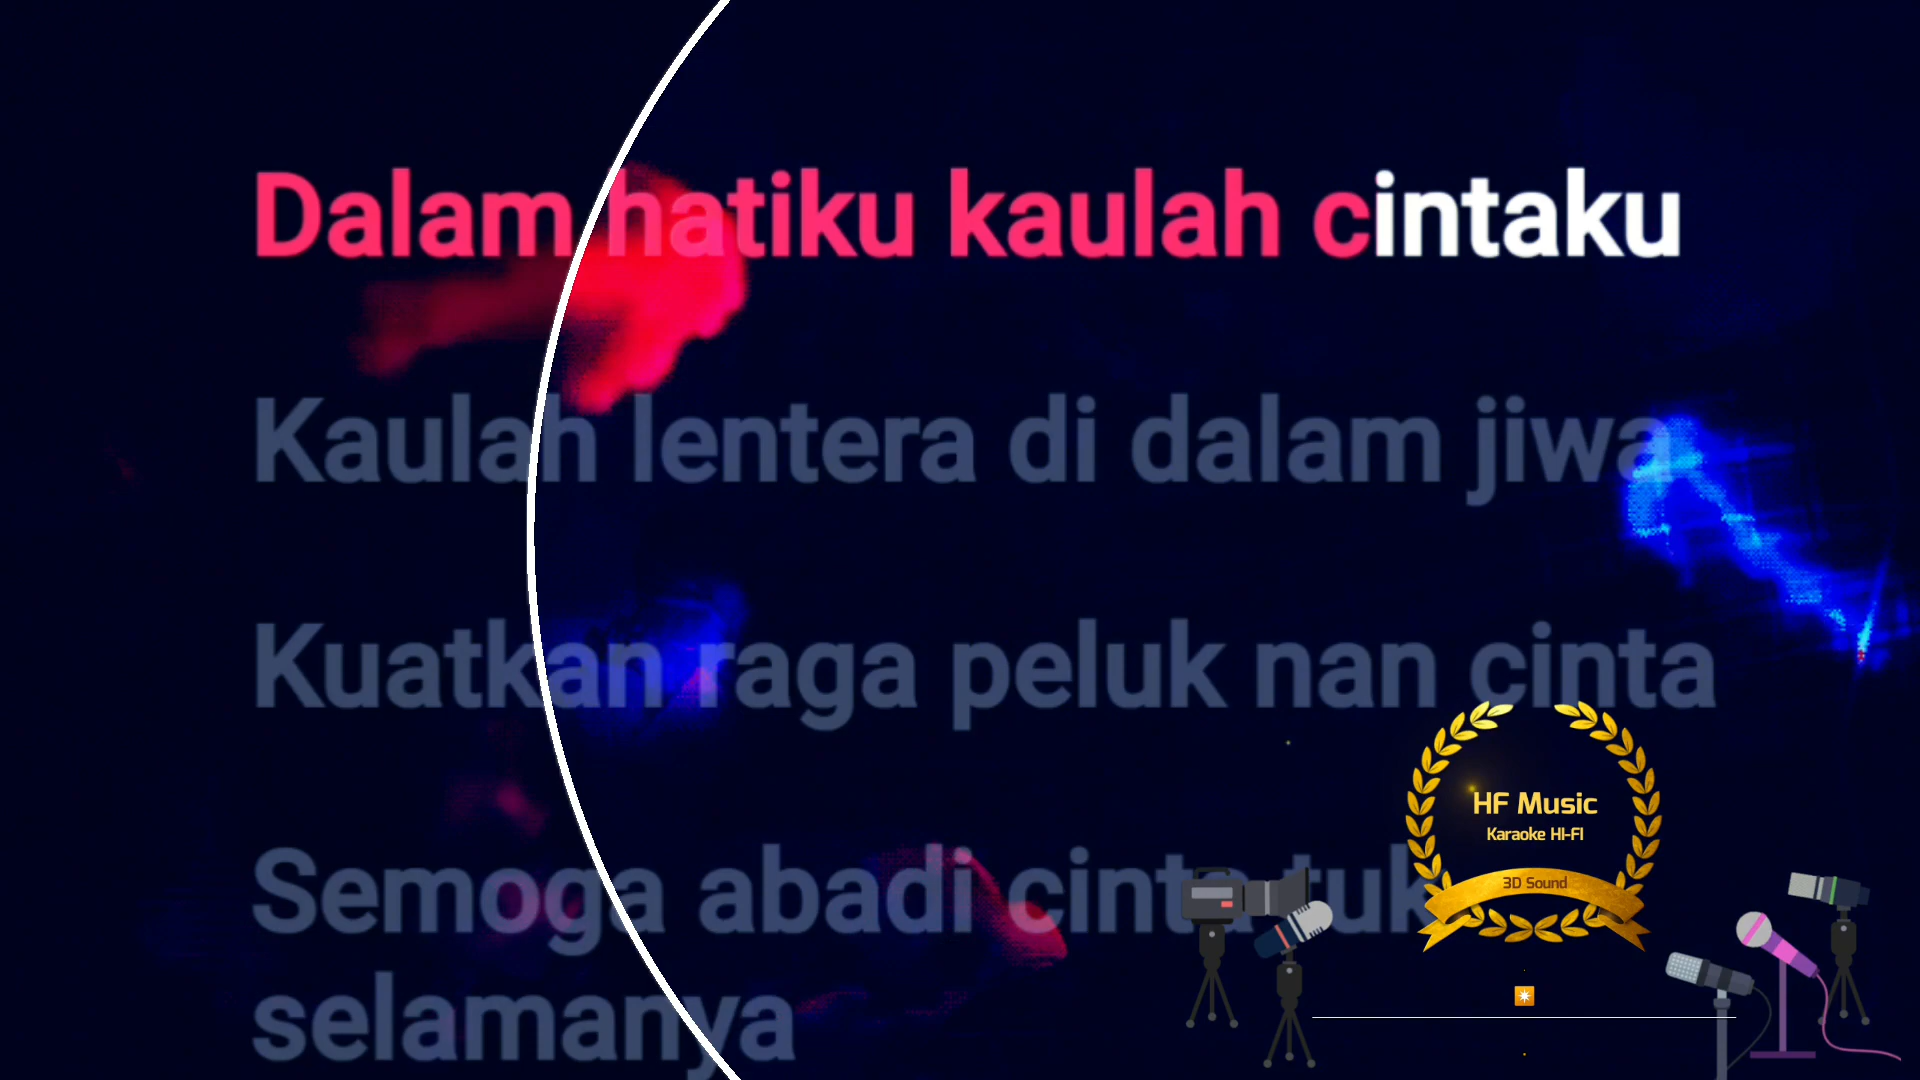 Dalam hatiku kaulah cintaku
Kaulah lentera di dalam jiwa
Kuatkan raga peluk nan cinta
Semoga abadi cinta tuk
selamanya
HF Music
Karaoke HI-FI
3D Sound